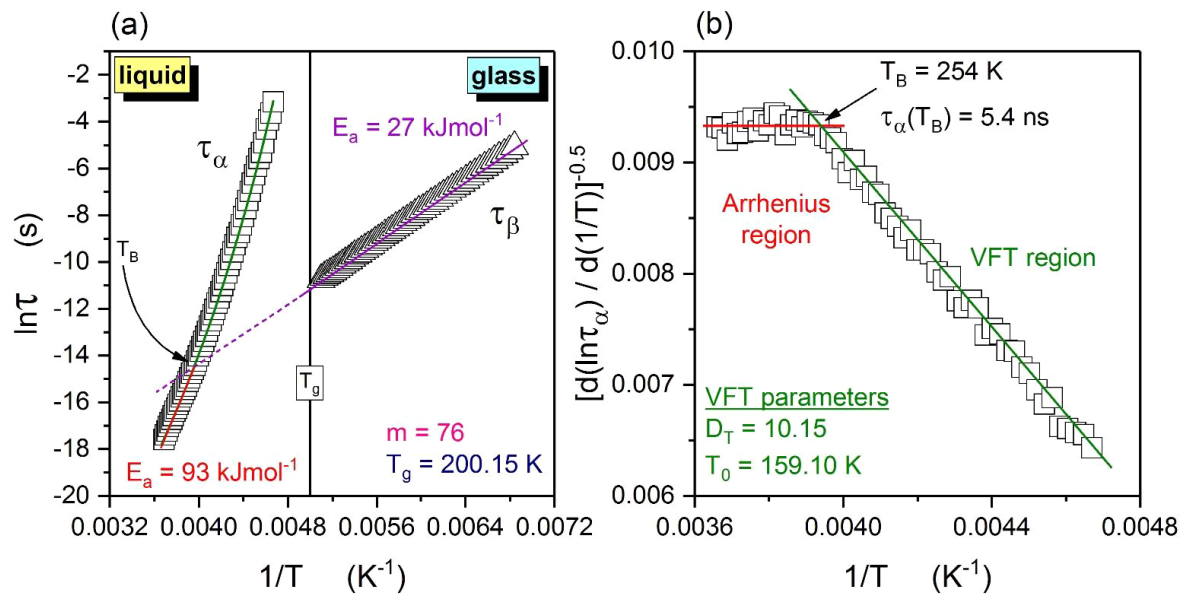 (a)
liquid
glass
τα
Ea = 27 kJmol-1
τβ
TB
Tg
m = 76
Ea = 93 kJmol-1
Tg = 200.15 K
lnτ (s)
-2
-4
-6
-8
-10
-12
-14
-16
-18
-20
0.0032 0.0040 0.0048 0.0056 0.0064 0.0072
1/T (K-1)
(b)
TB = 254 K
τα(TB) = 5.4 ns
Arrhenius
region
VFT region
VFT parameters
DT = 10.15
T0 = 159.10 K
[d(lnτα) / d(1/T)]-0.5
0.010
0.009
0.008
0.007
0.006
0.0036 0.0040 0.0044 0.0048
1/T (K-1)